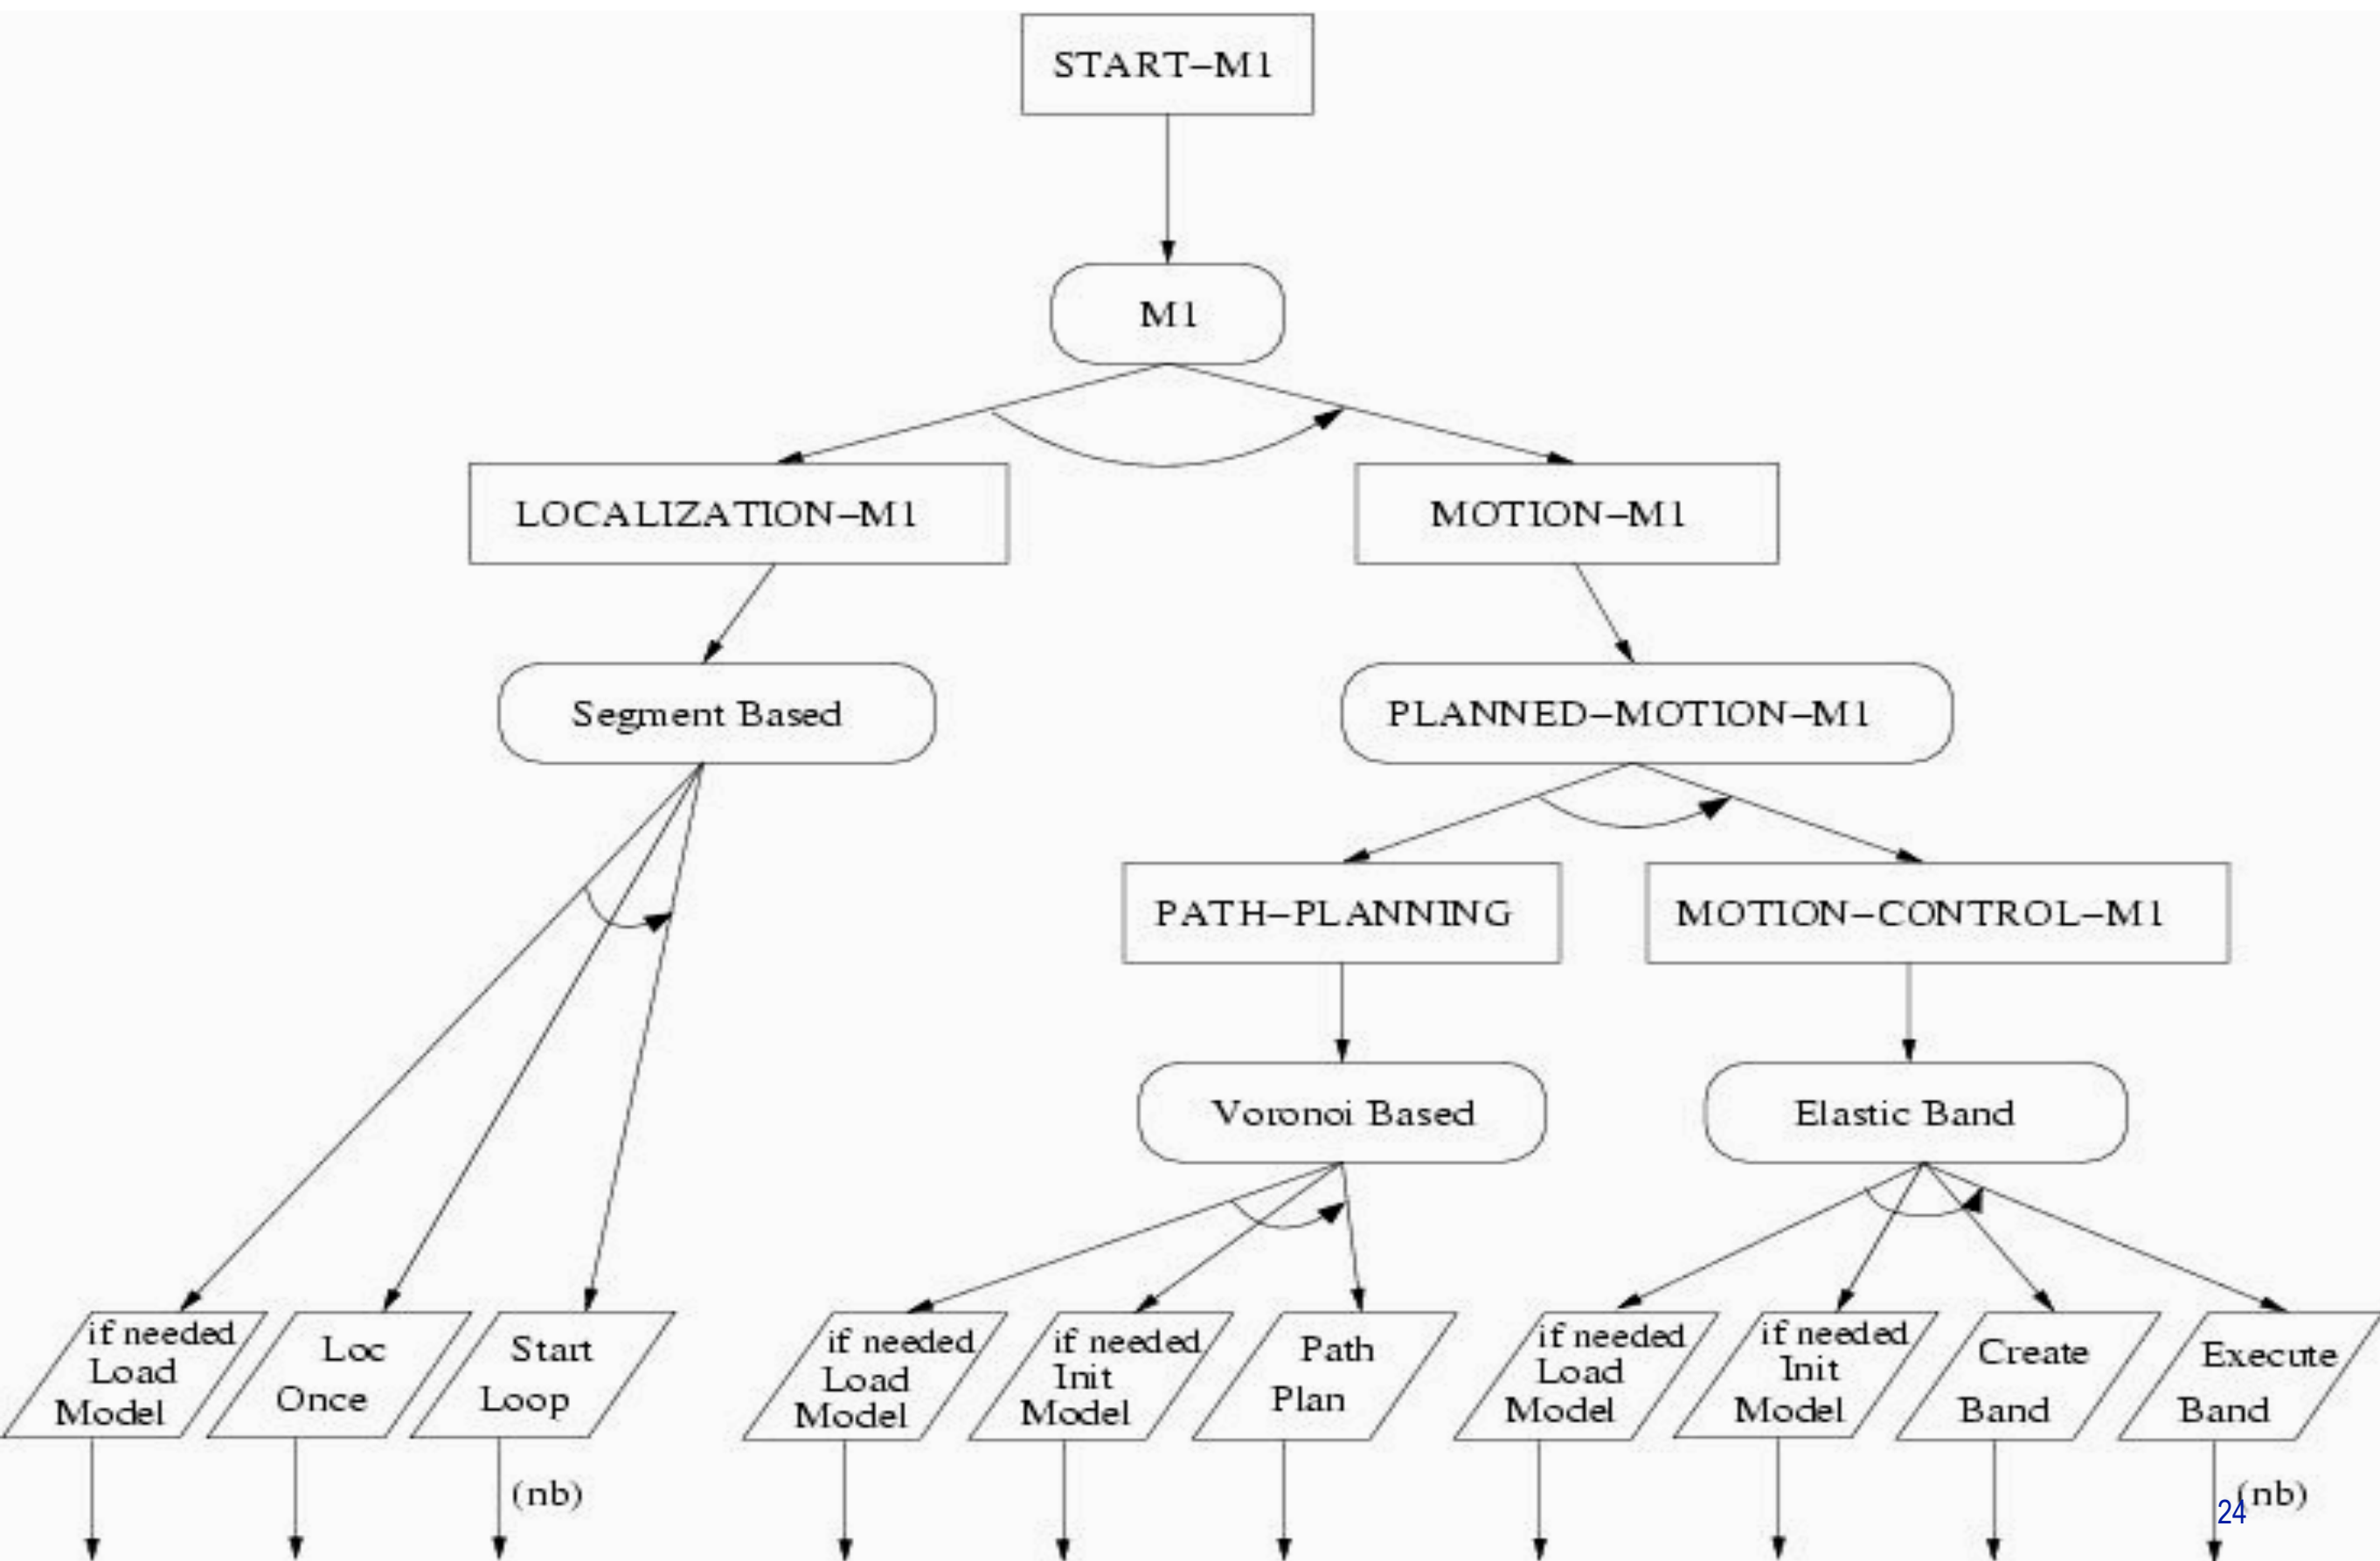 START–M1
M1
LOCALIZATION–M1
MOTION–M1
Segment Based
PLANNED–MOTION–M1
PATH–PLANNING
MOTION–CONTROL–M1
Voronoi Based
Elastic Band
if needed
Load
Model
Loc
Once
Start
Loop
if needed
Load
Model
if needed
Init
Model
Path
Plan
if needed
Load
Model
if needed
Init
Model
Create
Band
Execute
Band
(nb)
(nb)
24